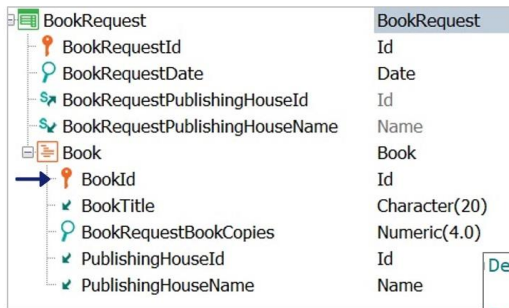 BookRequest BookRequest
BookRequestId Id
BookRequestDate Date
BookRequestPublishingHouseId Id
BookRequestPublishingHouseName Name
Book Book
BookId Id
BookTitle Character(20)
BookRequestBookCopies Numeric(4.0)
PublishingHouseId Id
De
PublishingHouseName Name